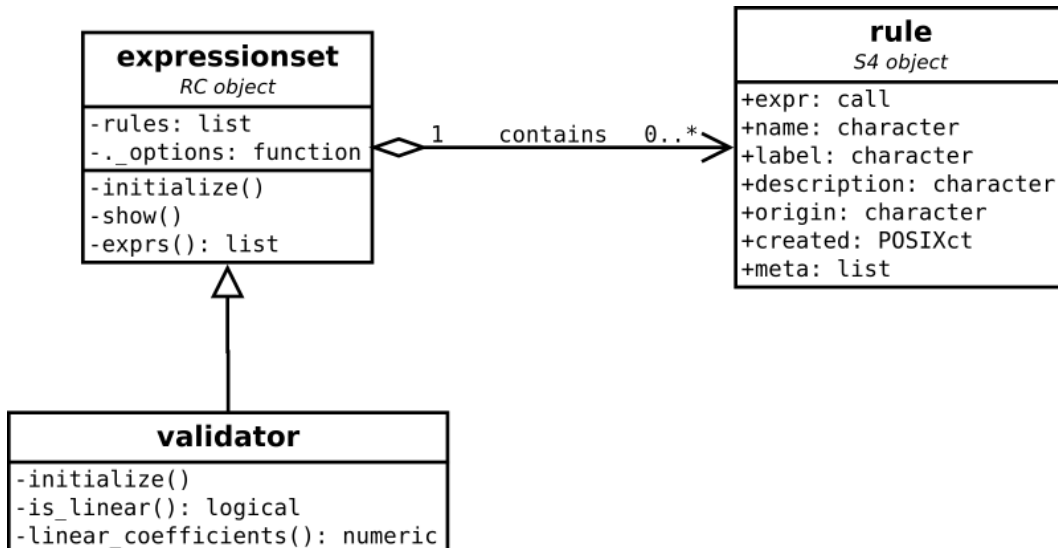 expressionset
RC object
-rules: list
-._options: function
-initialize()
-show()
-exprs(): list
1 contains 0..*
rule
S4 object
+expr: call
+name: character
+label: character
+description: character
+origin: character
+created: POSIXct
+meta: list
validator
-initialize()
-is_linear(): logical
-linear_coefficients(): numeric